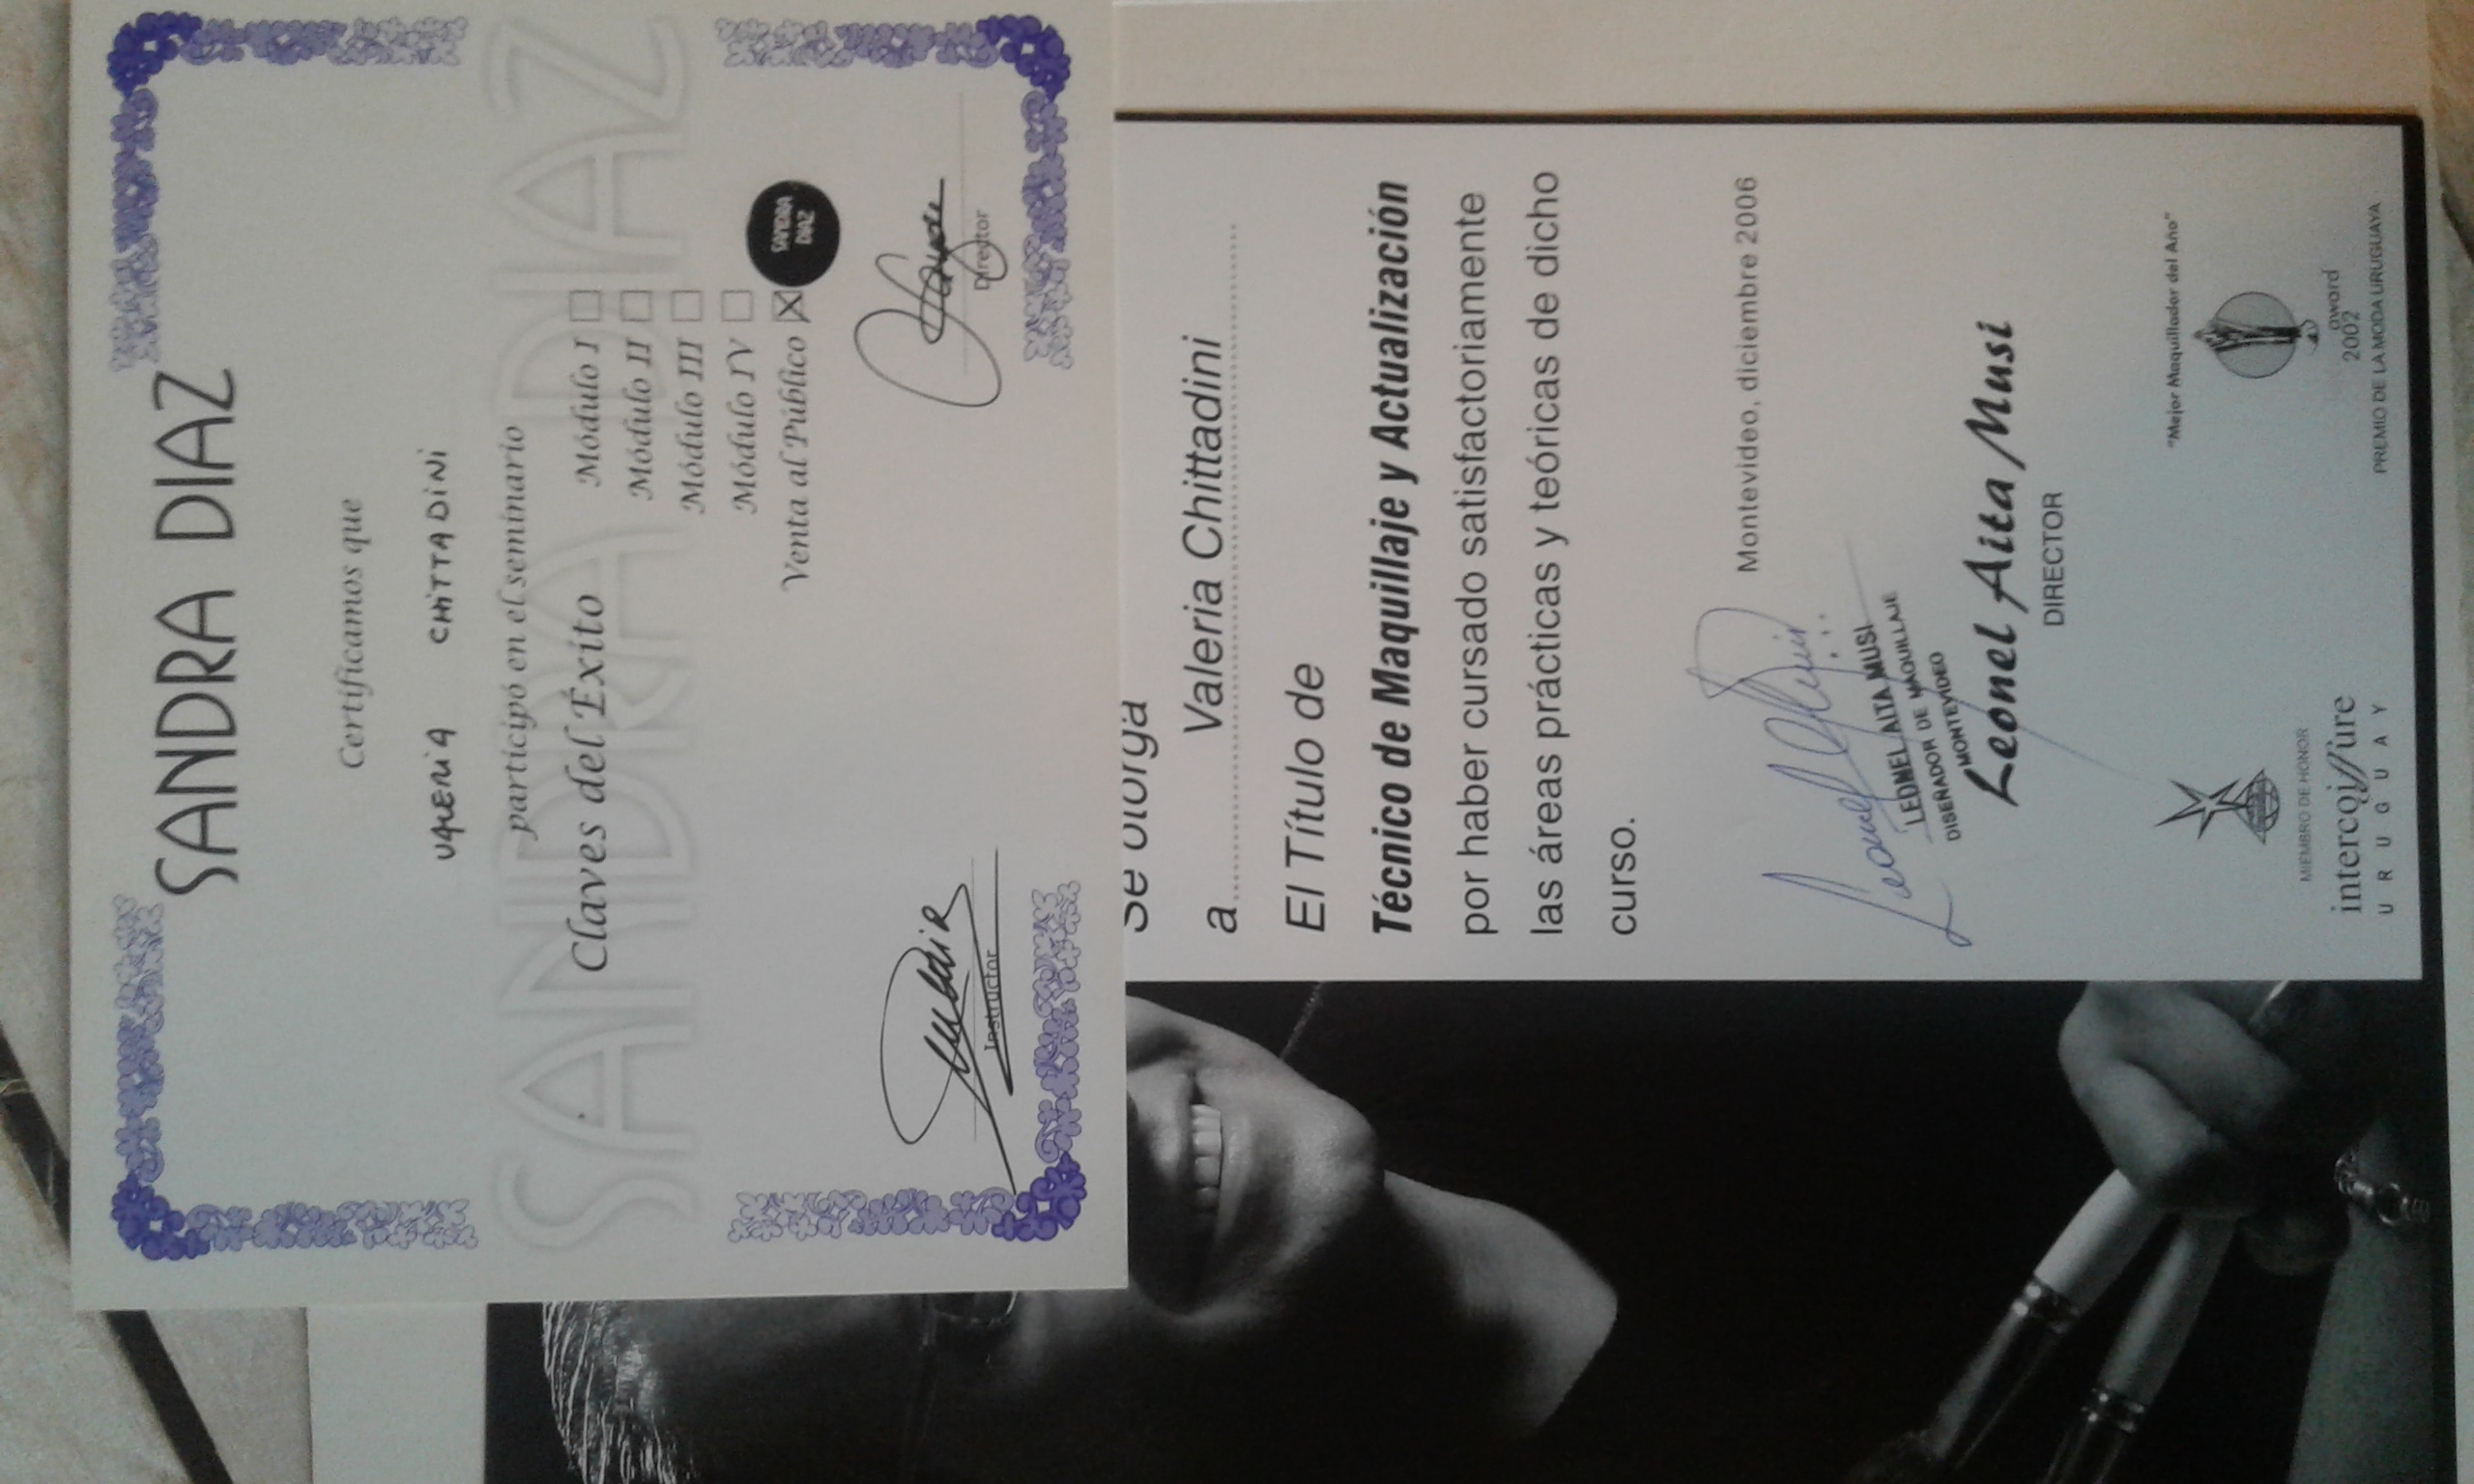 SANDRA DIAZ
Certificamos que
VALERIA CHITTADINI
participó en el seminario
SANDRA DIAZ
Claves del Éxito
Módulo I
Módulo II
Módulo III
Módulo IV
Venta al Público
SANDRA
DIAZ
Instructor
Director
Se otorga
a Valeria Chittadini
El Título de
Técnico de Maquillaje y Actualización
por haber cursado satisfactoriamente
las áreas prácticas y teóricas de dicho
curso.
Montevideo, diciembre 2006
LEONEL AITA MUSI
DISEÑADOR DE MAQUILLAJE
MONTEVIDEO
Leonel Aita Musi
DIRECTOR
MIEMBRO DE HONOR
intercoiffure
URUGUAY
"Mejor Maquillador del Año"
award
2002
PREMIO DE LA MODA URUGUAYA